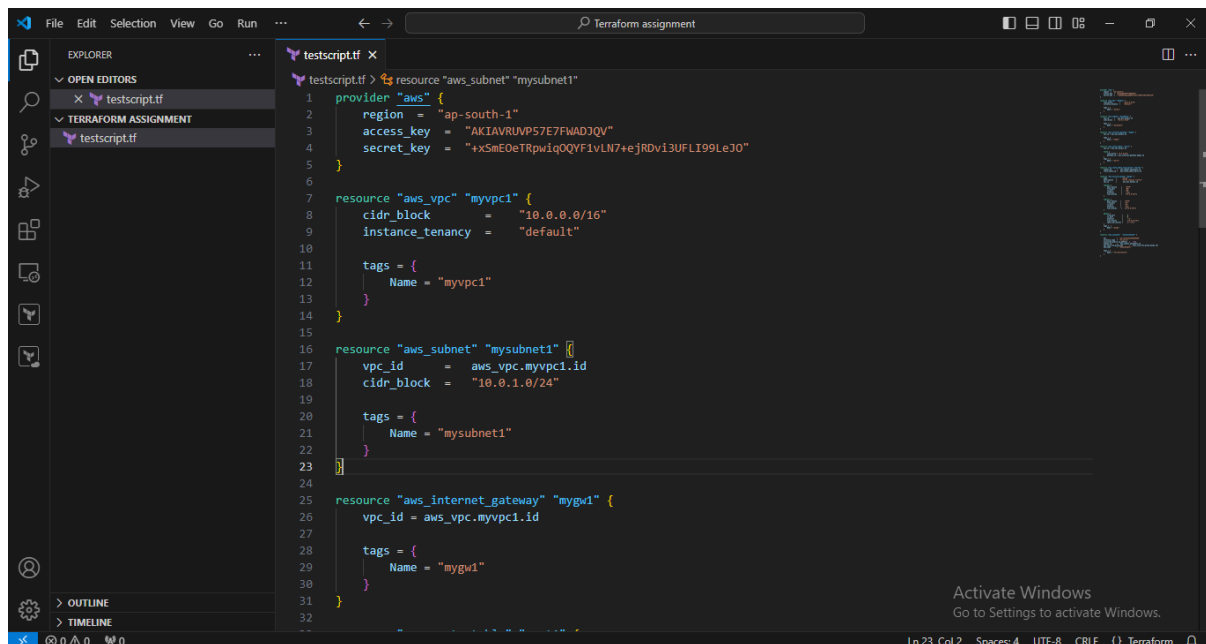 File Edit Selection View Go Run ··· Terraform assignment
EXPLORER ···
OPEN EDITORS
testscript.tf
TERRAFORM ASSIGNMENT
testscript.tf
OUTLINE
TIMELINE
testscript.tf
testscript.tf > resource "aws_subnet" "mysubnet1"
1 provider "aws" {
2 region = "ap-south-1"
3 access_key =
4 secret_key =
5 }
6
7 resource "aws_vpc" "myvpc1" {
8 cidr_block = "10.0.0.0/16"
9 instance_tenancy = "default"
10
11 tags = {
12 Name = "myvpc1"
13 }
14 }
15
16 resource "aws_subnet" "mysubnet1" {
17 vpc_id = aws_vpc.myvpc1.id
18 cidr_block = "10.0.1.0/24"
19
20 tags = {
21 Name = "mysubnet1"
22 }
23 }
24
25 resource "aws_internet_gateway" "mygw1" {
26 vpc_id = aws_vpc.myvpc1.id
27
28 tags = {
29 Name = "mygw1"
30 }
31 }
32
Activate Windows
Go to Settings to activate Windows.
0 0 0 Ln 23, Col 2 Spaces: 4 UTF-8 CRLF {} Terraform